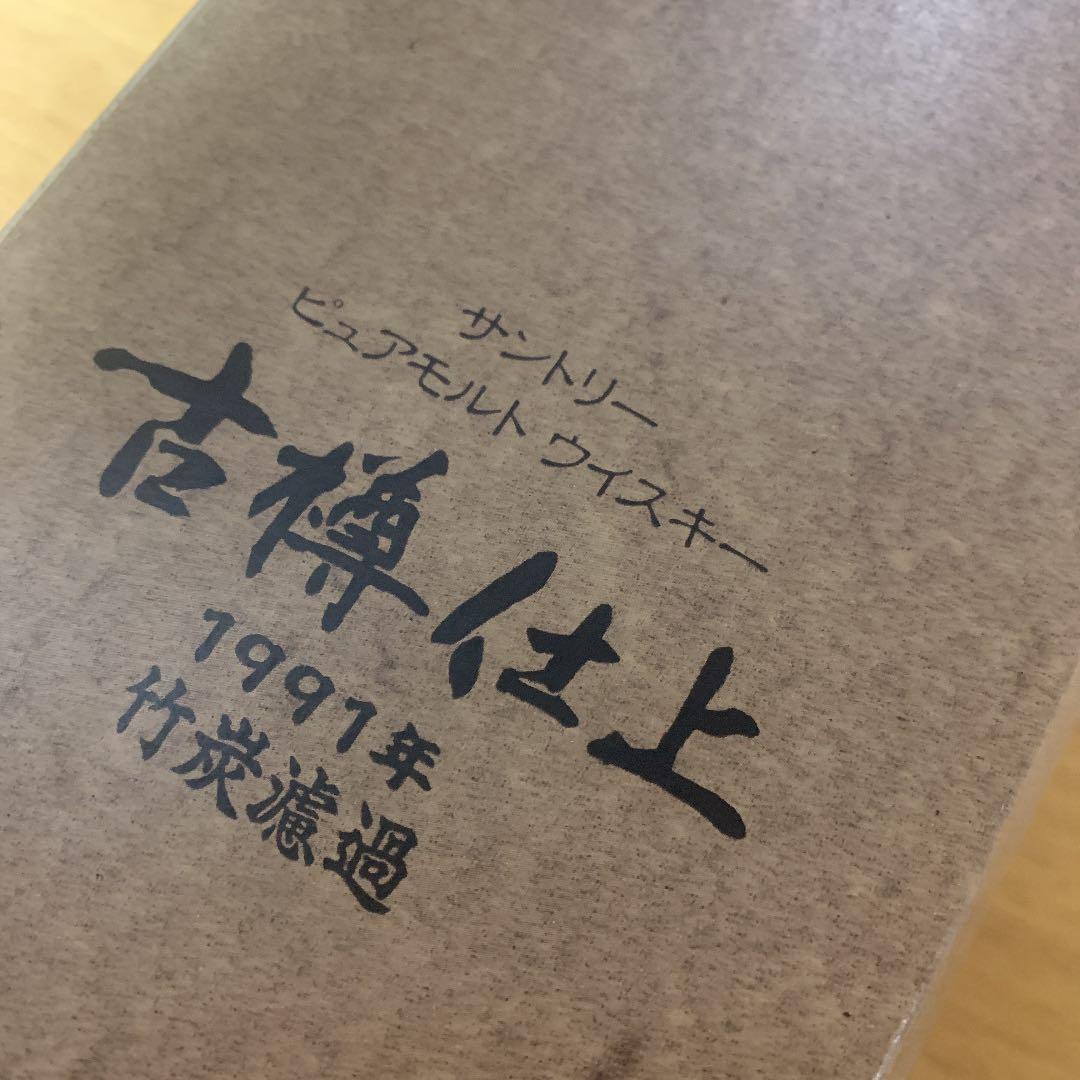 サントリー
ピュアモルト ウイスキー
古樽仕上
1991年
竹炭濾過